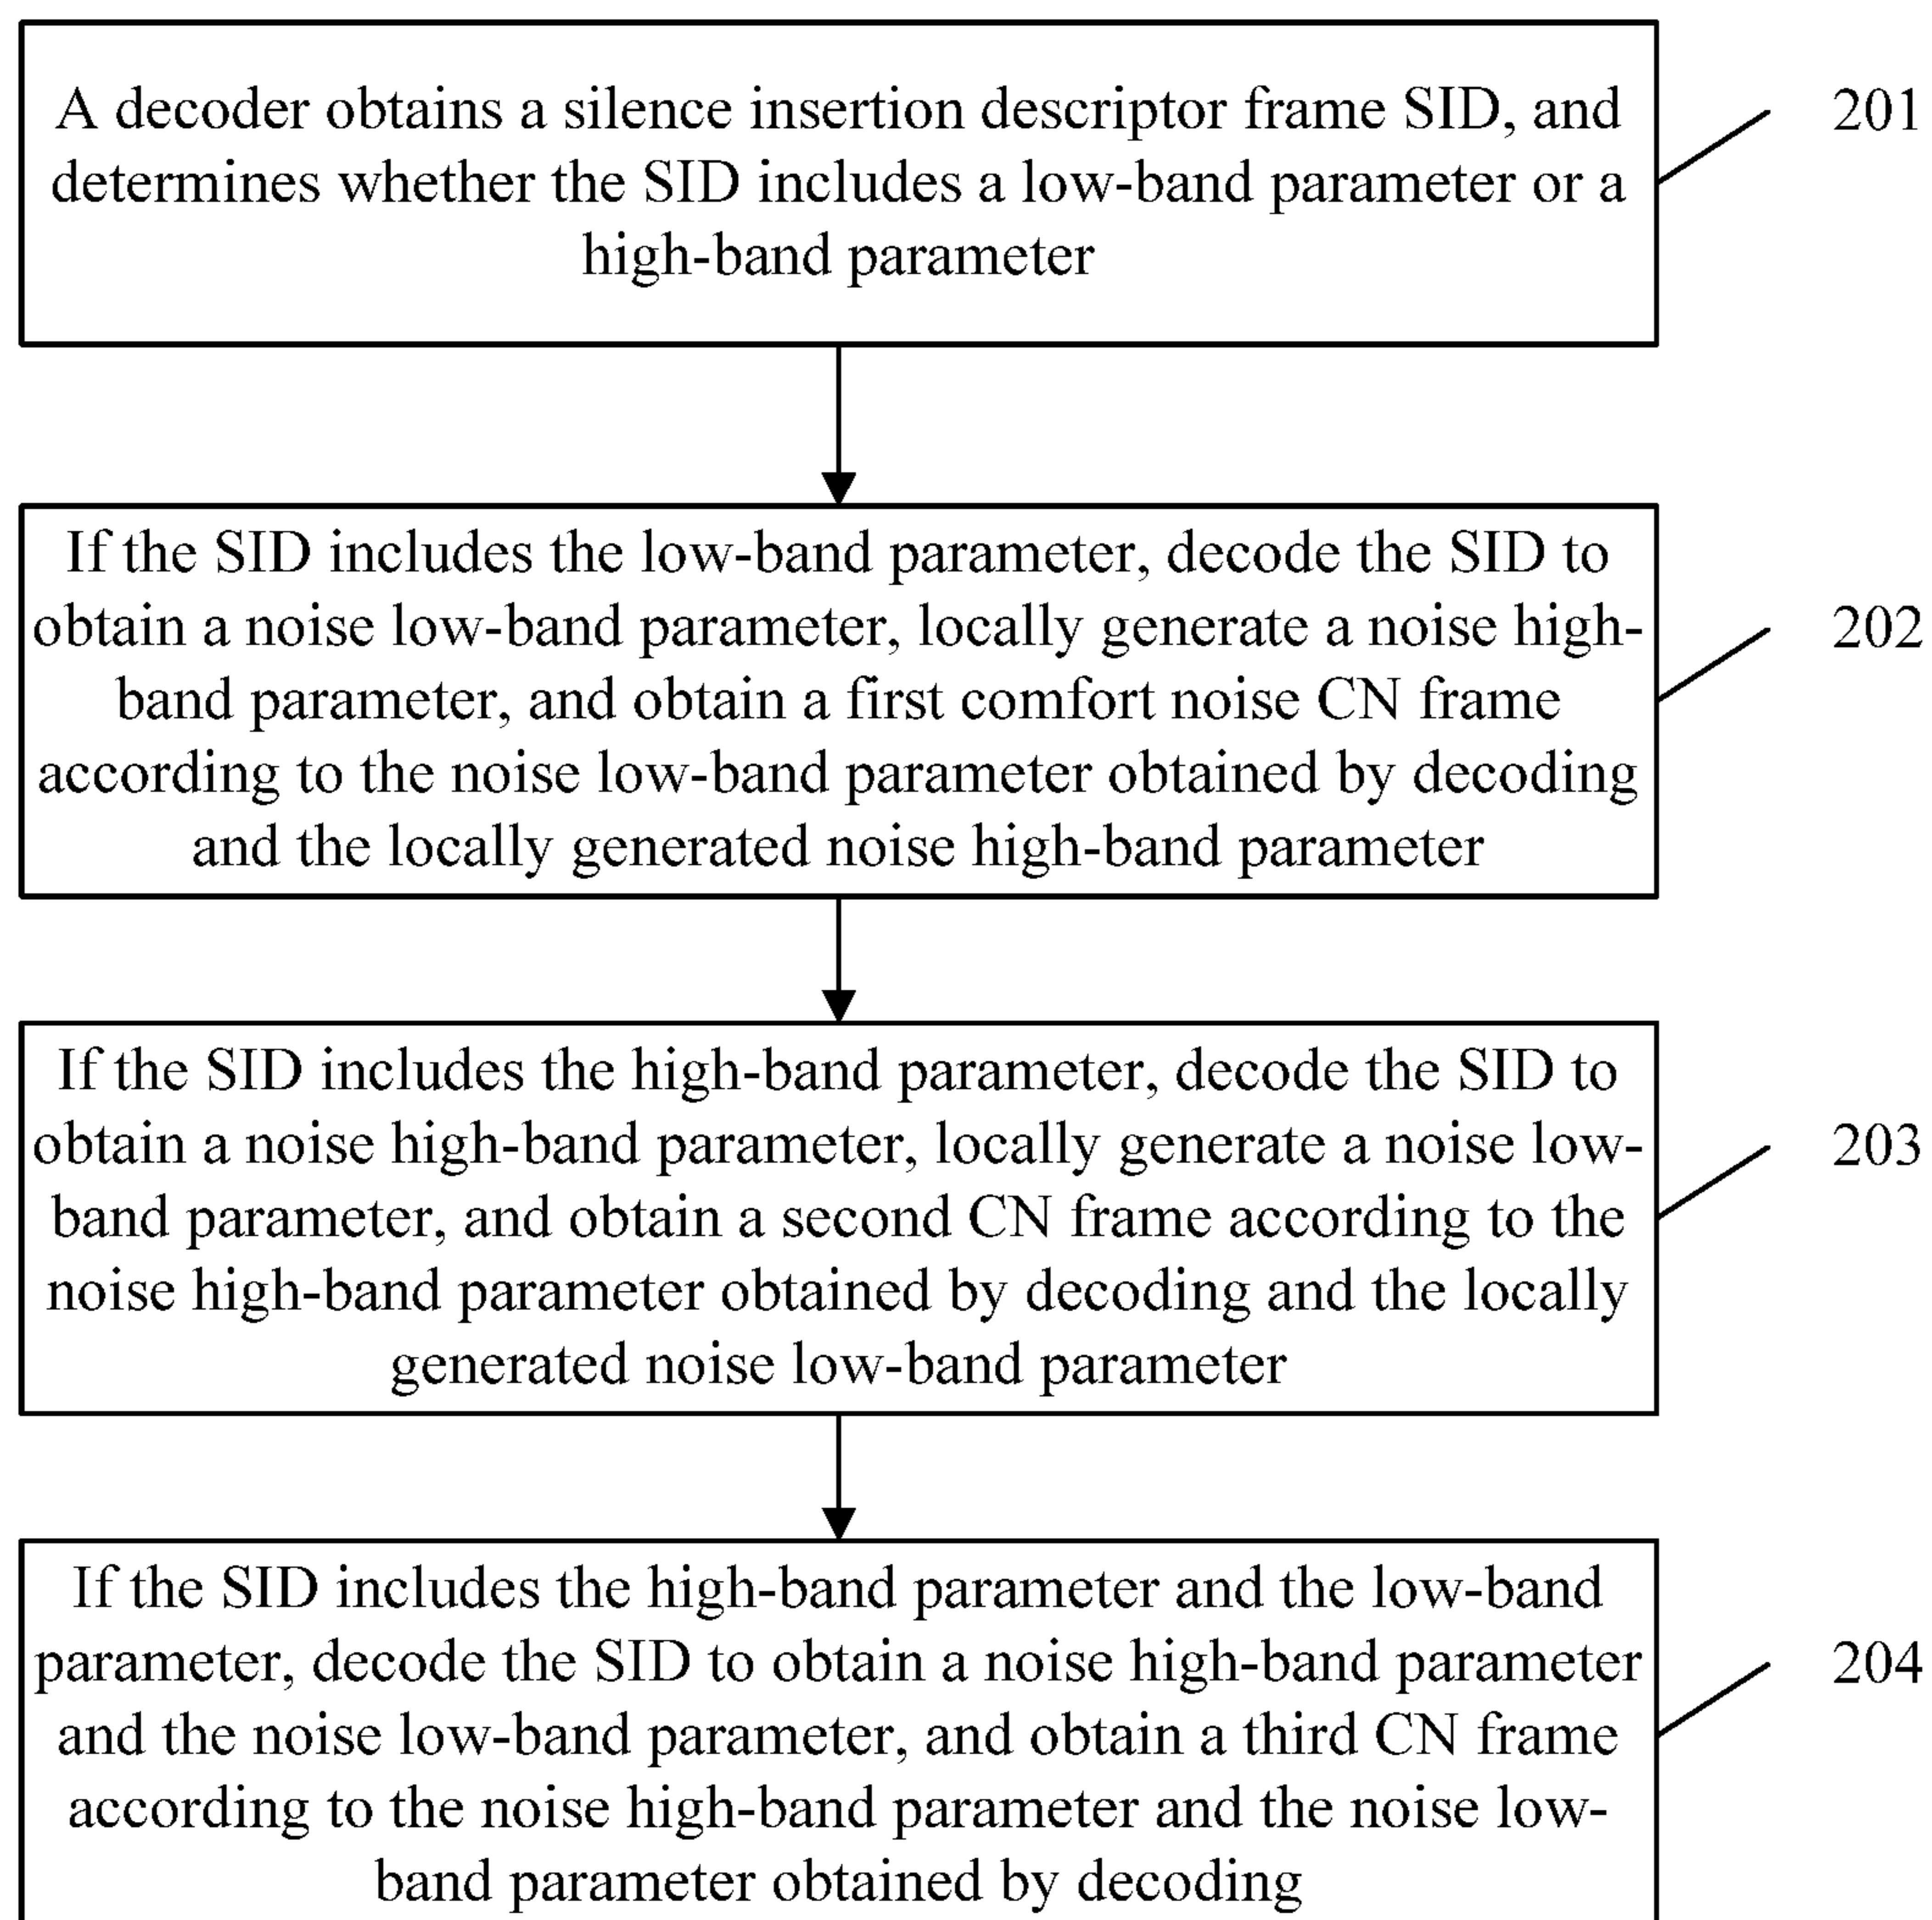 A decoder obtains a silence insertion descriptor frame SID, and
determines whether the SID includes a low-band parameter or a
high-band parameter
201
If the SID includes the low-band parameter, decode the SID to
obtain a noise low-band parameter, locally generate a noise high-
band parameter, and obtain a first comfort noise CN frame
according to the noise low-band parameter obtained by decoding
and the locally generated noise high-band parameter
202
If the SID includes the high-band parameter, decode the SID to
obtain a noise high-band parameter, locally generate a noise low-
band parameter, and obtain a second CN frame according to the
noise high-band parameter obtained by decoding and the locally
generated noise low-band parameter
203
If the SID includes the high-band parameter and the low-band
parameter, decode the SID to obtain a noise high-band parameter
and the noise low-band parameter, and obtain a third CN frame
according to the noise high-band parameter and the noise low-
band parameter obtained by decoding
204